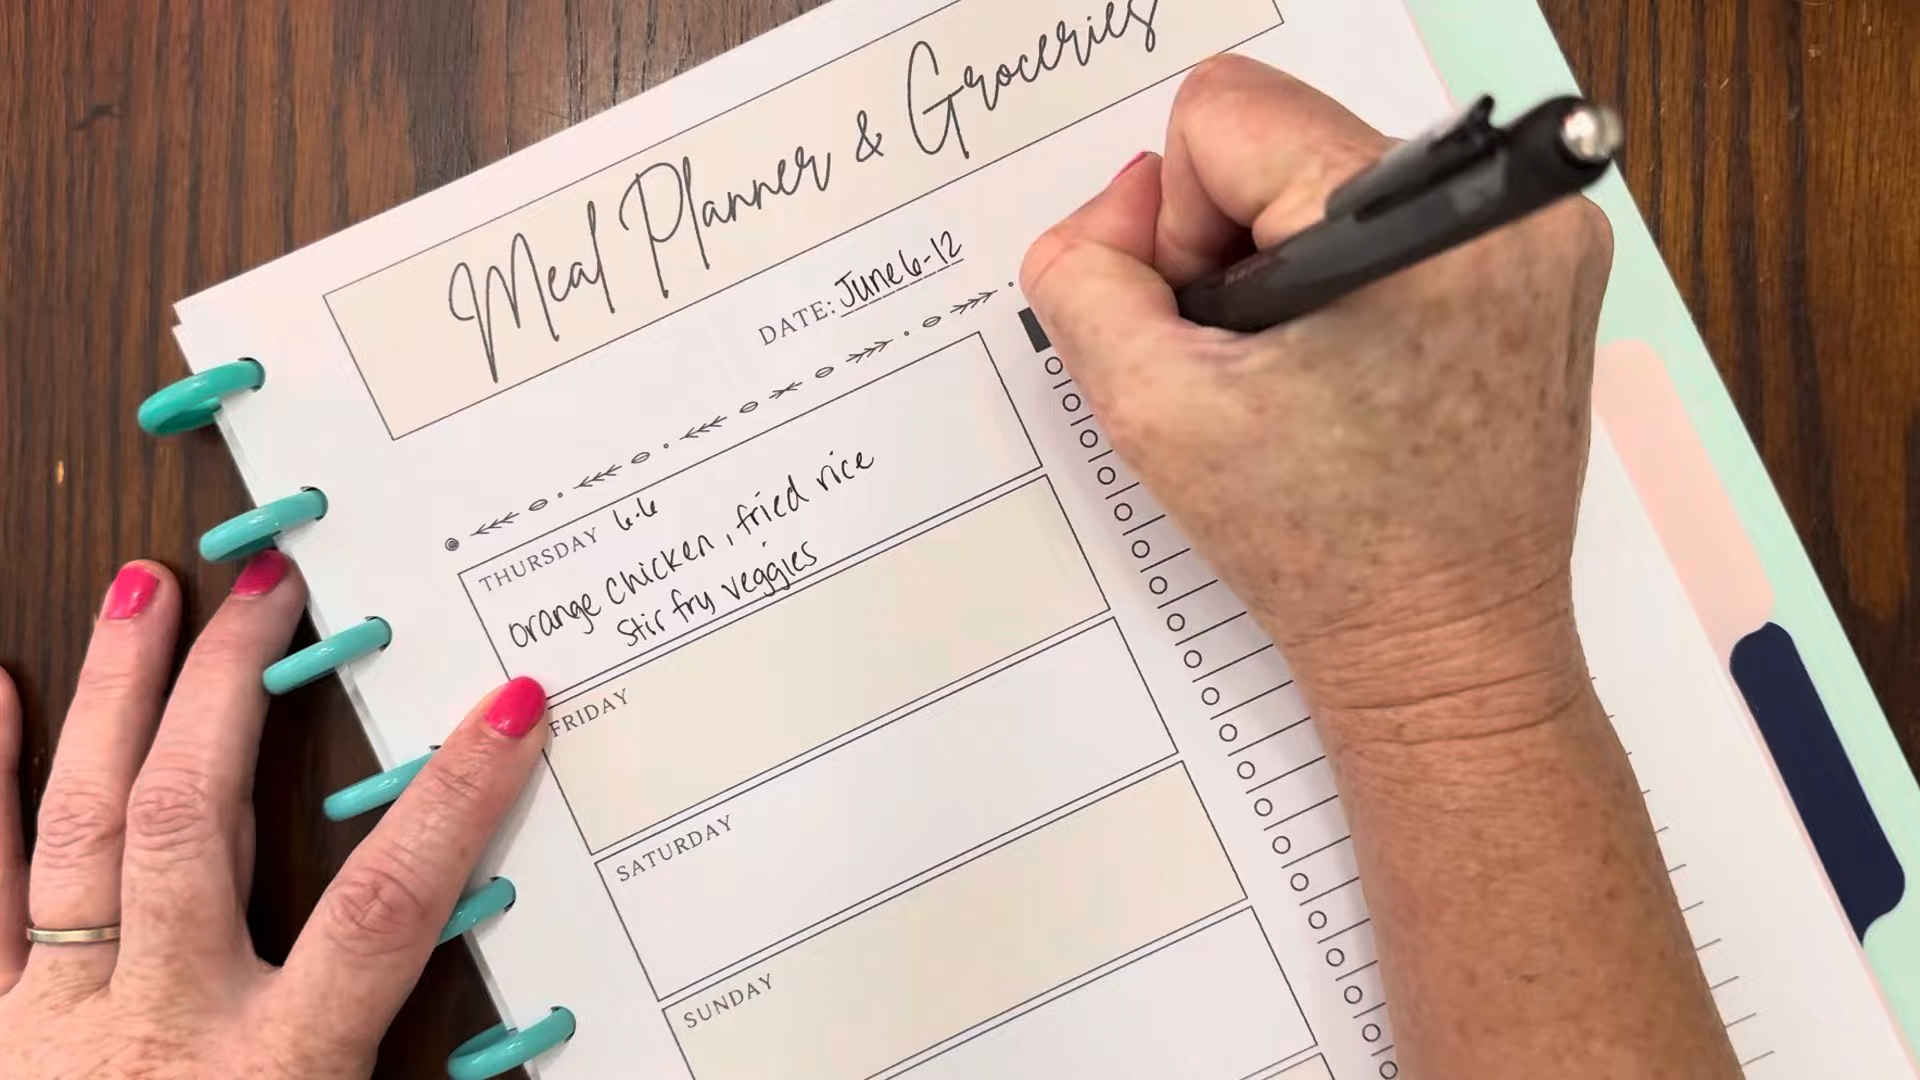 Meal Planner & Groceries
DATE: June 6-12
THURSDAY 6.6
orange Chicken, fried rice
Stir fry veggies
FRIDAY
SATURDAY
SUNDAY